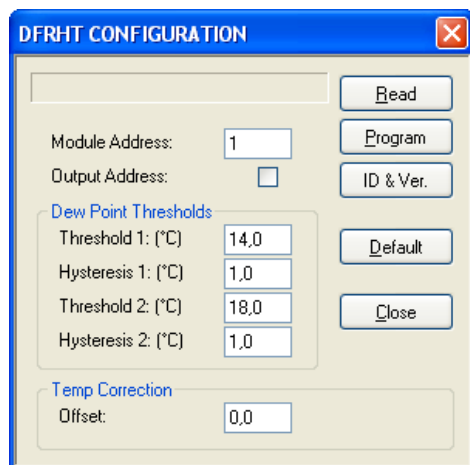 DFRHT CONFIGURATION
Read
Module Address: 1
Program
Output Address:
ID & Ver.
Dew Point Thresholds
Threshold 1: (°C) 14,0
Default
Hysteresis 1: (°C) 1,0
Threshold 2: (°C) 18,0
Close
Hysteresis 2: (°C) 1,0
Temp Correction
Offset: 0,0